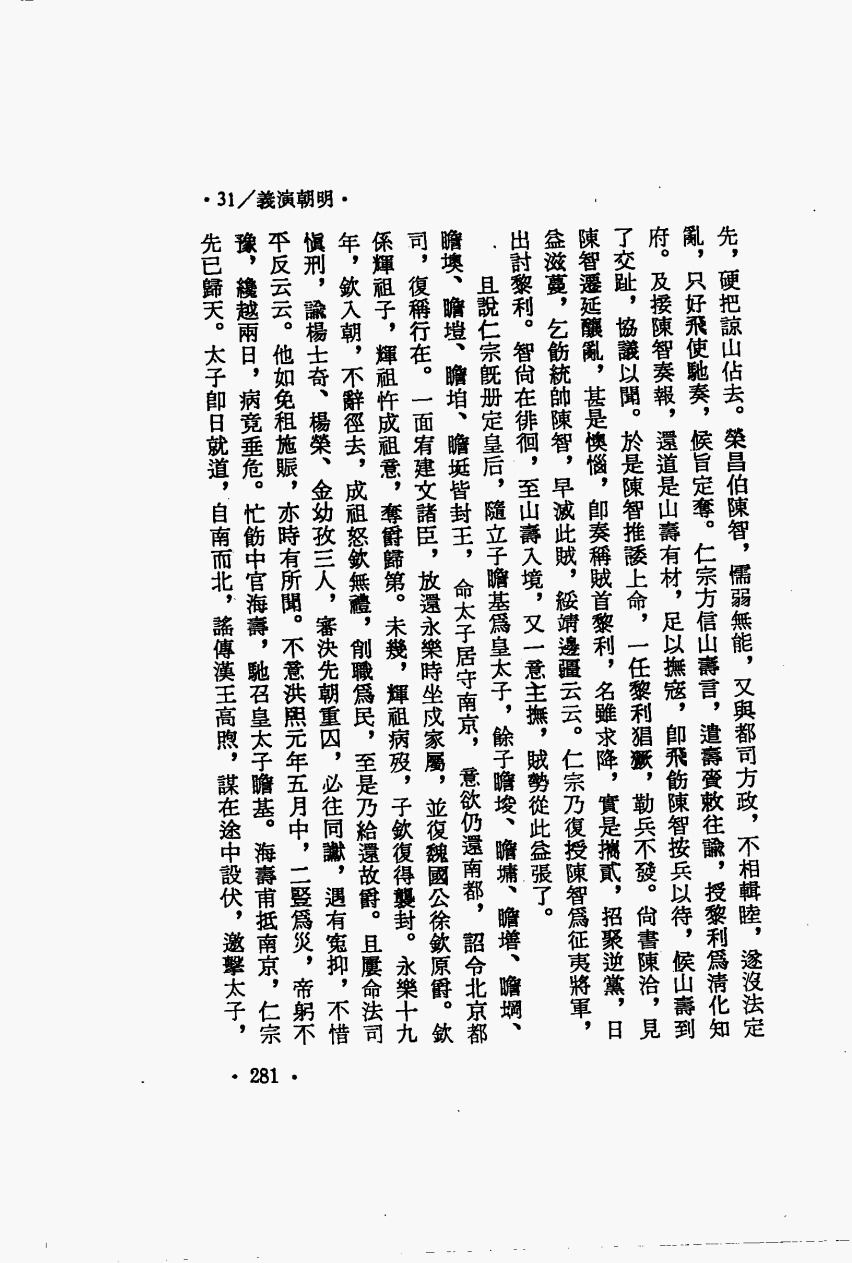 ·31／義演朝明·
先，硬把諒山佔去。榮昌伯陳智，懦弱無能，又與都司方政，不相輯睦，遂沒法定
亂，只好飛使馳奏，候旨定奪。仁宗方信山壽言，遣壽賫敕往諭，授黎利爲清化知
府。及接陳智奏報，還道是山壽有材，足以撫寇，卽飛飭陳智按兵以待，候山壽到
了交趾，協議以聞。於是陳智推諉上命，一任黎利猖獗，勒兵不發。尙書陳洽，見
陳智遷延釀亂，甚是懊惱，卽奏稱賊首黎利，名雖求降，實是攜貳，招聚逆黨，日
益滋蔓，乞飭統帥陳智，早滅此賊，綏靖邊疆云云。仁宗乃復授陳智爲征夷將軍，
出討黎利。智尙在徘徊，至山壽入境，又一意主撫，賊勢從此益張了。
且說仁宗旣册定皇后，隨立子瞻基爲皇太子，餘子瞻埈、瞻墉、瞻墡、瞻堈、
瞻墺、瞻塏、瞻垍、瞻埏皆封王，命太子居守南京，意欲仍還南都，詔令北京都
司，復稱行在。一面宥建文諸臣，放還永樂時坐戍家屬，並復魏國公徐欽原爵。欽
係輝祖子，輝祖忤成祖意，奪爵歸第。未幾，輝祖病歿，子欽復得襲封。永樂十九
年，欽入朝，不辭徑去，成祖怒欽無禮，削職爲民，至是乃給還故爵。且屢命法司
愼刑，諭楊士奇、楊榮、金幼孜三人，審決先朝重囚，必往同讞，遇有寃抑，不惜
平反云云。他如免租施賑，亦時有所聞。不意洪熙元年五月中，二豎爲災，帝躬不
豫，纔越兩日，病竟垂危。忙飭中官海壽，馳召皇太子瞻基。海壽甫抵南京，仁宗
先已歸天。太子卽日就道，自南而北，謠傳漢王高煦，謀在途中設伏，邀擊太子，
·281·